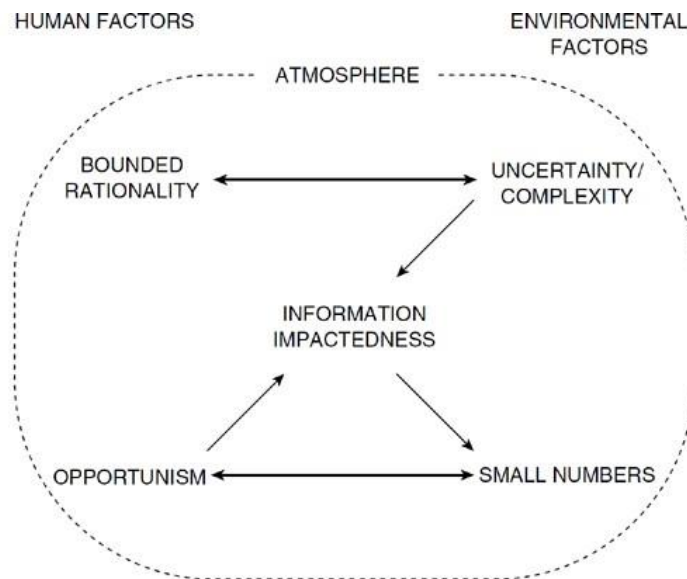 HUMAN FACTORS
ENVIRONMENTAL
FACTORS
ATMOSPHERE
BOUNDED
RATIONALITY
UNCERTAINTY/
COMPLEXITY
INFORMATION
IMPACTEDNESS
OPPORTUNISM
SMALL NUMBERS